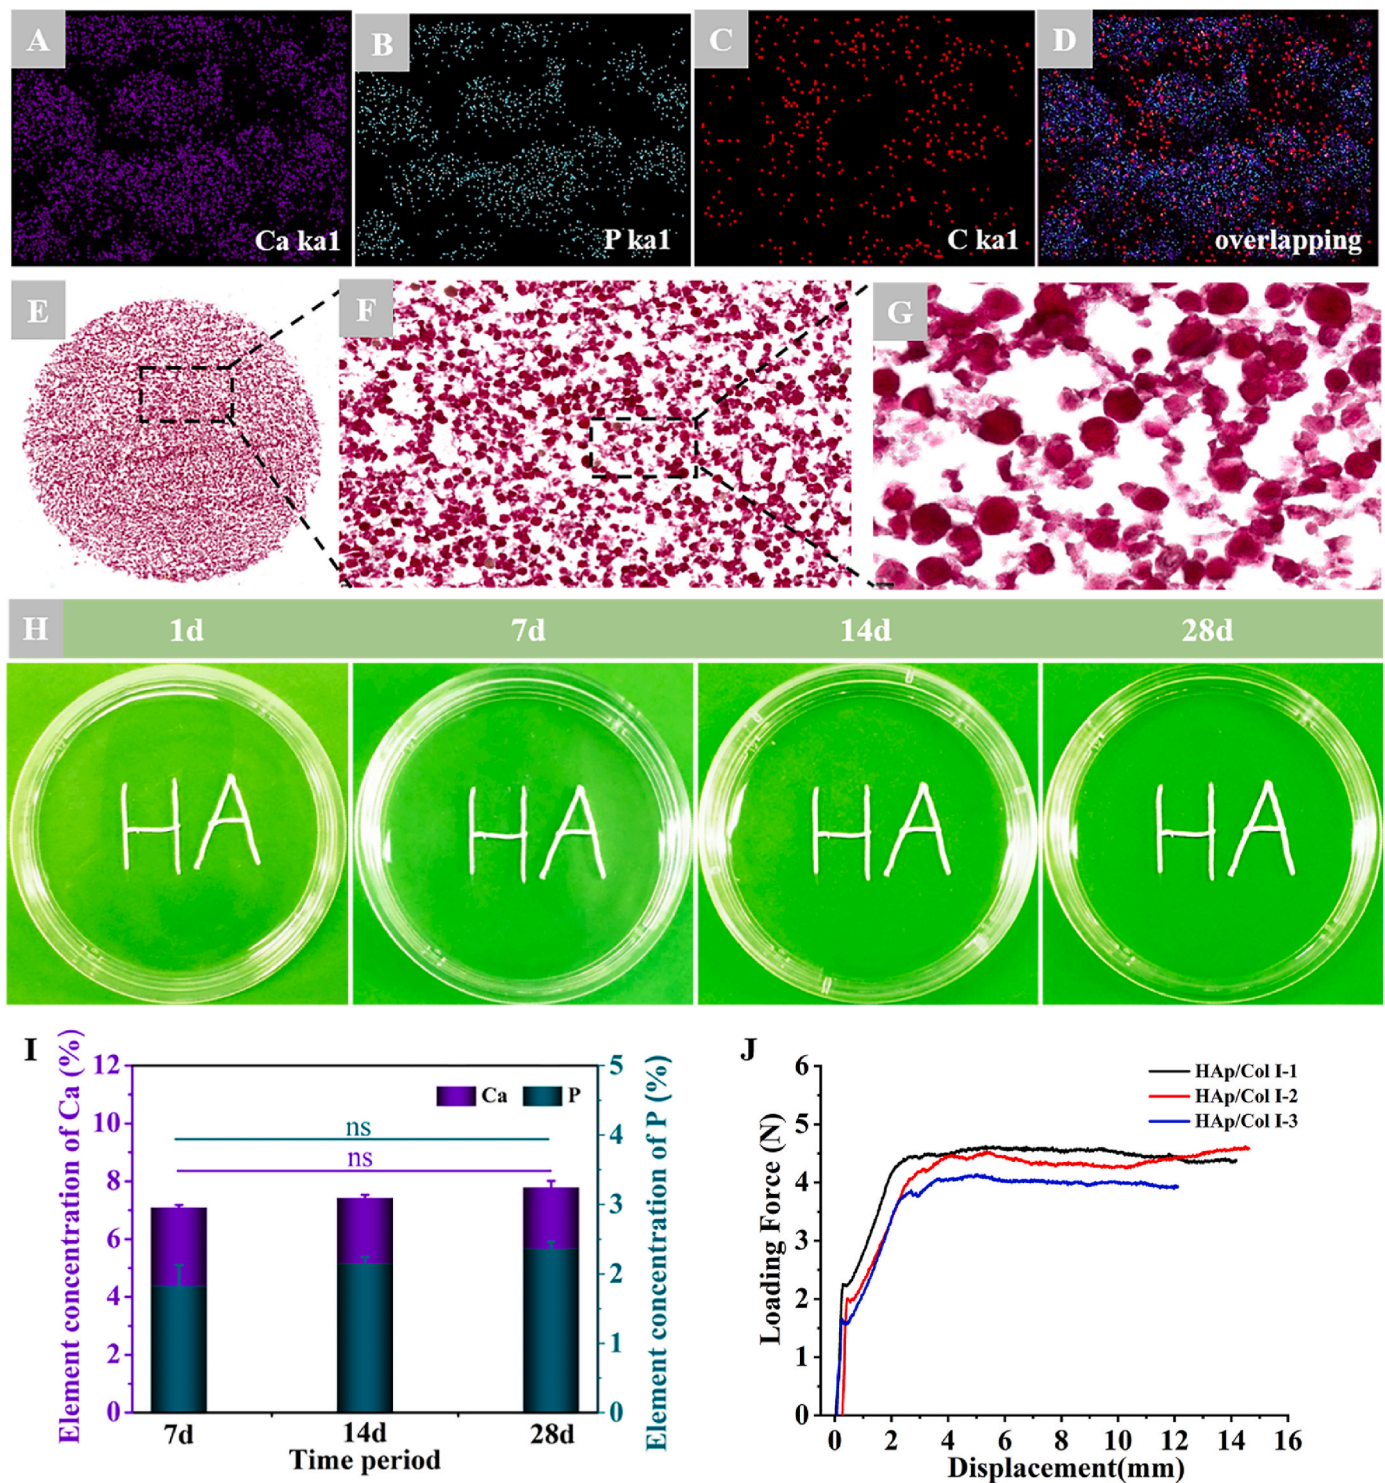 A
B
C
D
Ca ka1
P ka1
C ka1
overlapping
E
F
G
H
1d
7d
14d
28d
HA
HA
HA
HA
I
Element concentration of Ca (%)
12
10
8
6
4
2
0
Ca
P
ns
ns
5
4
3
2
1
0
Element concentration of P (%)
7d
14d
28d
Time period
J
Loading Force (N)
6
5
4
3
2
1
0
HAp/Col I-1
HAp/Col I-2
HAp/Col I-3
0
2
4
6
8
10
12
14
16
Displacement(mm)